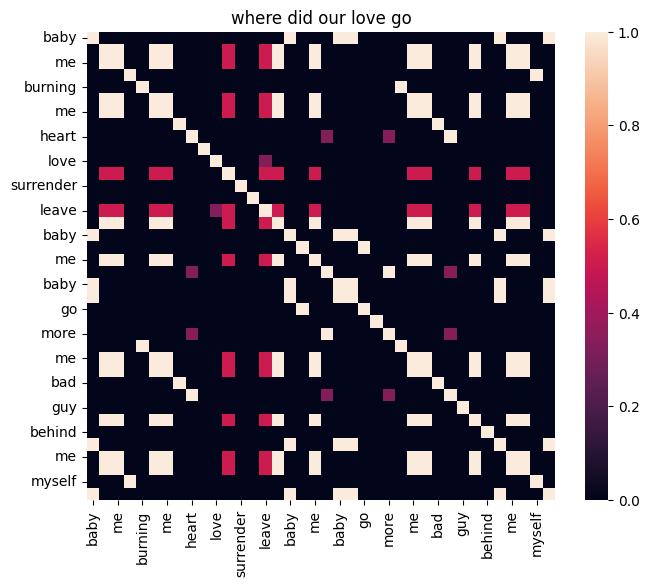 where did our love go
baby
me
burning
me
heart
love
surrender
leave
baby
me
baby
go
more
me
bad
guy
behind
me
myself
baby
me
burning
me
heart
love
surrender
leave
baby
me
baby
go
more
me
bad
guy
behind
me
myself
1.0
0.8
0.6
0.4
0.2
0.0